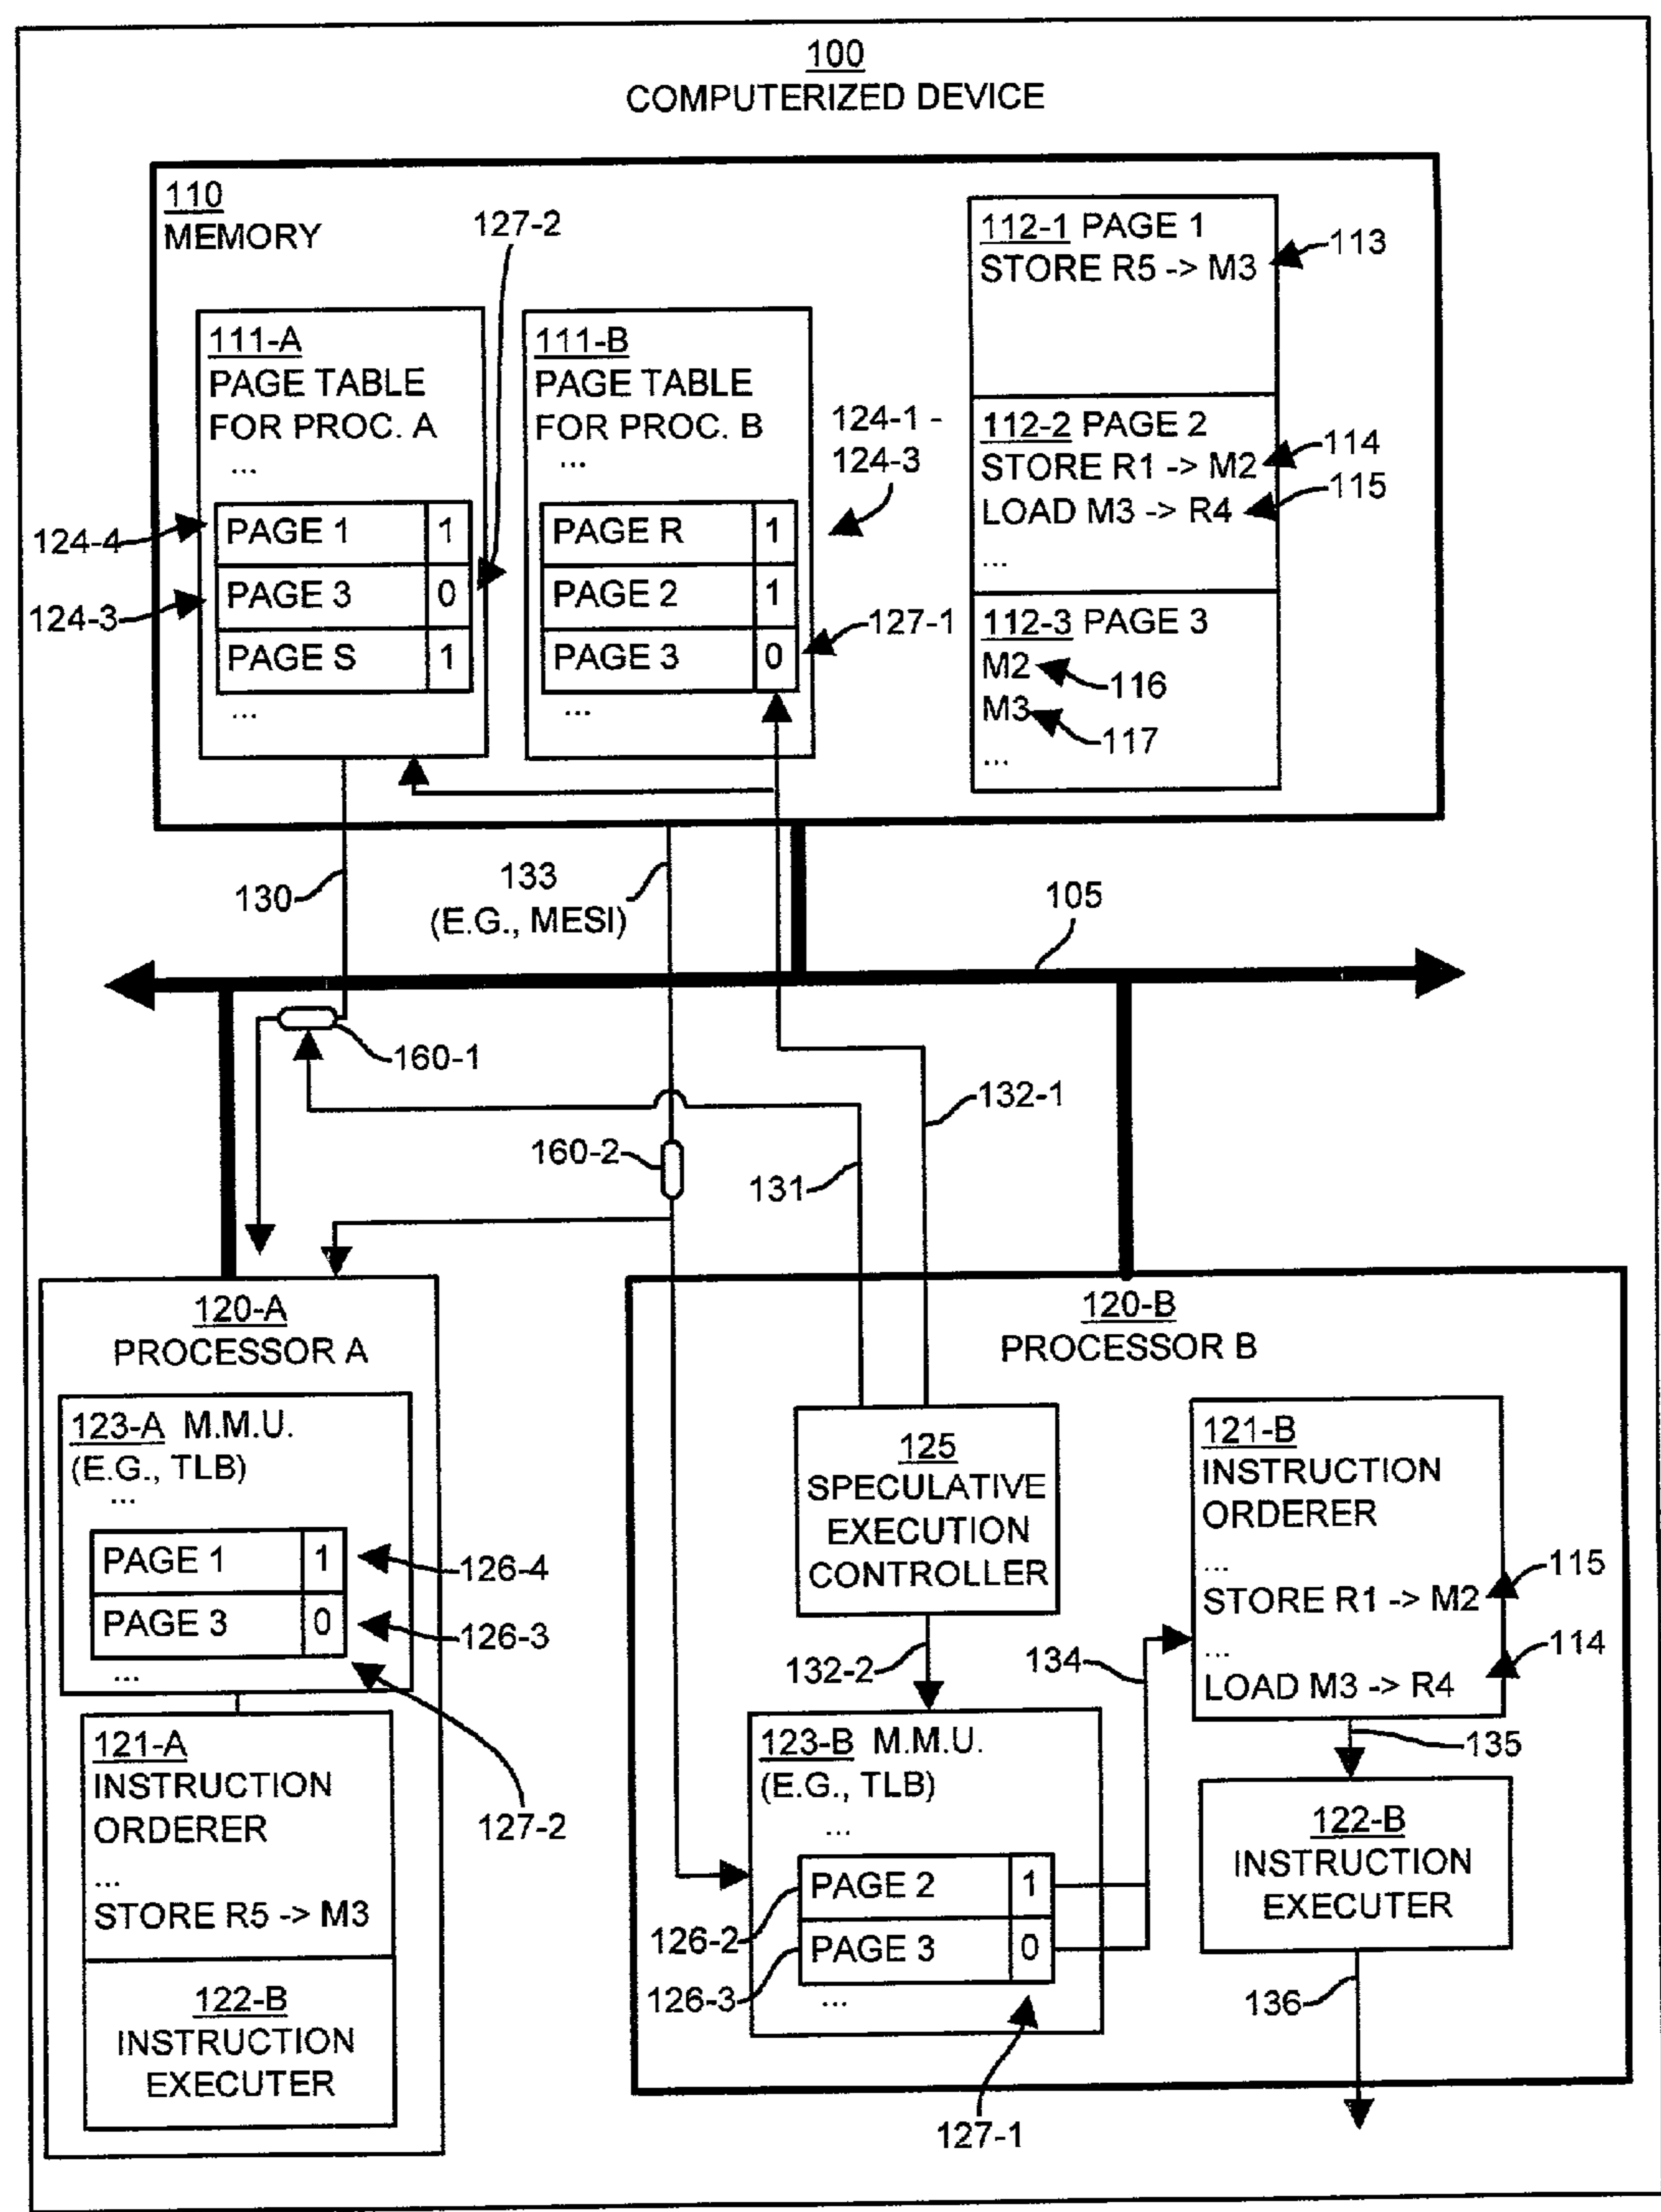 100
COMPUTERIZED DEVICE
110
MEMORY
127-2
111-A
PAGE TABLE
FOR PROC. A
...
124-4
PAGE 1 1
124-3
PAGE 3 0
PAGE S 1
...
111-B
PAGE TABLE
FOR PROC. B
...
124-1 -
124-3
PAGE R 1
PAGE 2 1
PAGE 3 0
127-1
...
112-1 PAGE 1
STORE R5 -> M3
113
112-2 PAGE 2
STORE R1 -> M2
114
LOAD M3 -> R4
115
...
112-3 PAGE 3
M2
116
M3
117
...
130
133
(E.G., MESI)
105
160-1
132-1
160-2
131
120-A
PROCESSOR A
123-A M.M.U.
(E.G., TLB)
...
PAGE 1 1
126-4
PAGE 3 0
126-3
...
127-2
121-A
INSTRUCTION
ORDERER
...
STORE R5 -> M3
122-B
INSTRUCTION
EXECUTER
120-B
PROCESSOR B
125
SPECULATIVE
EXECUTION
CONTROLLER
132-2
134
123-B M.M.U.
(E.G., TLB)
...
PAGE 2 1
126-2
PAGE 3 0
126-3
...
127-1
121-B
INSTRUCTION
ORDERER
...
115
STORE R1 -> M2
...
114
LOAD M3 -> R4
135
122-B
INSTRUCTION
EXECUTER
136